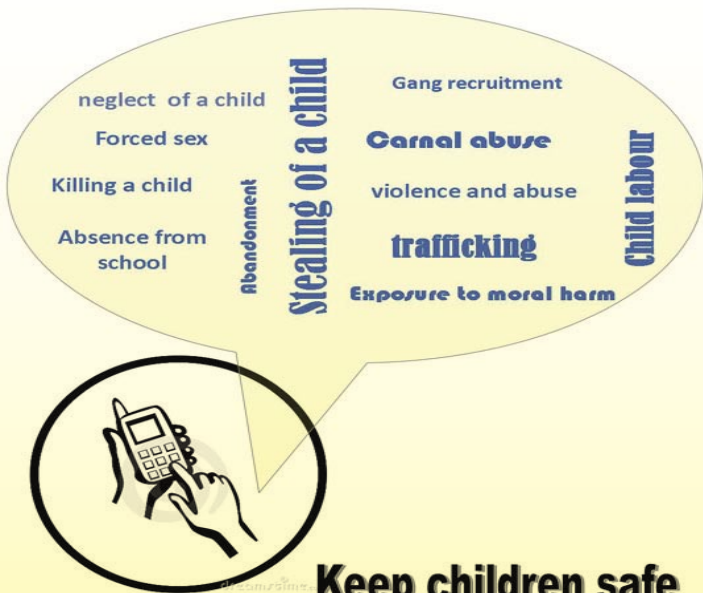 neglect of a child
Forced sex
Killing a child
Absence from
school
Abandonment
Stealing of a child
Gang recruitment
Carnal abuse
violence and abuse
trafficking
Exposure to moral harm
Child labour
dreamstime
Keep children safe